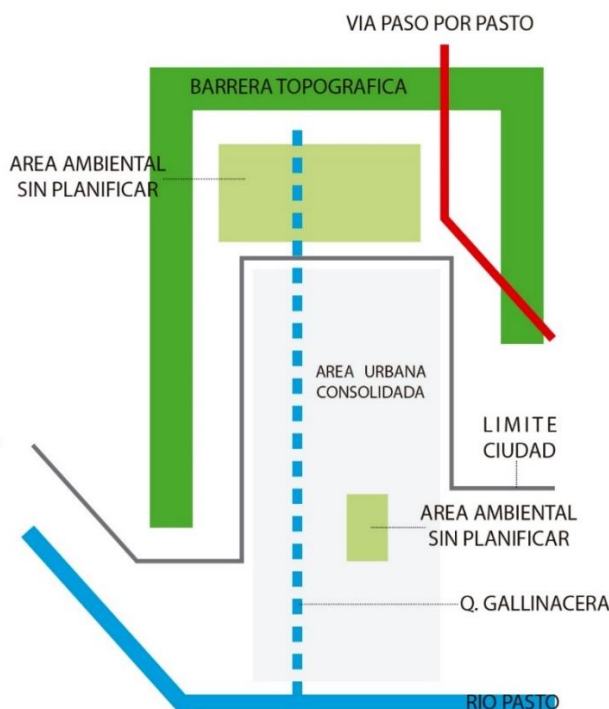 VIA PASO POR PASTO
BARRERA TOPOGRAFICA
AREA AMBIENTAL
SIN PLANIFICAR
AREA URBANA
CONSOLIDADA
LIMITE
CIUDAD
AREA AMBIENTAL
SIN PLANIFICAR
Q. GALLINACERA
RIO PASTO